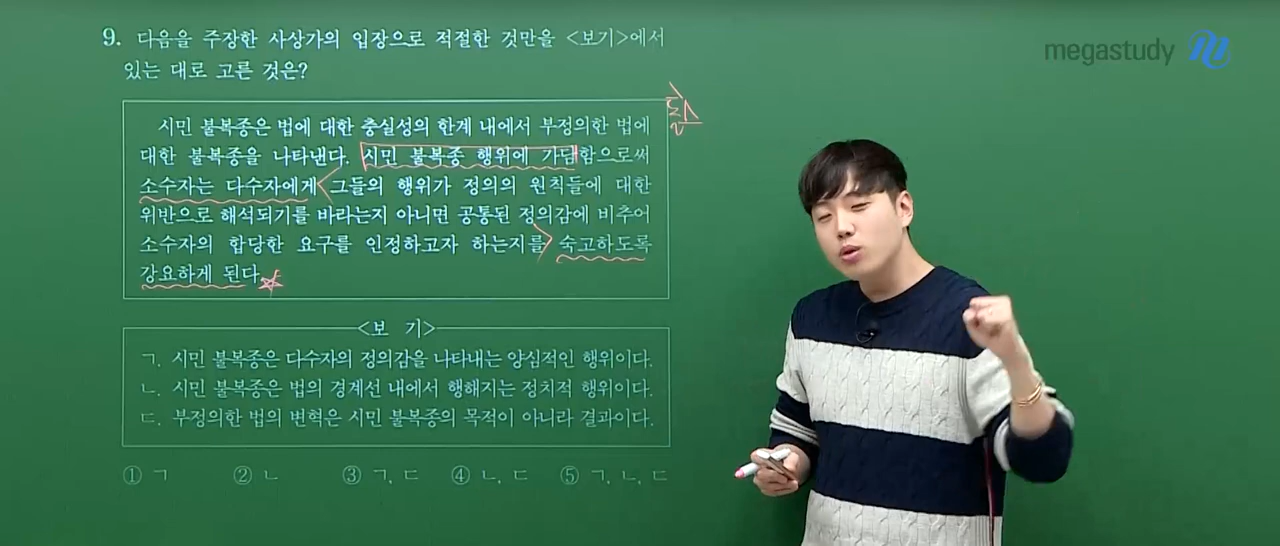 megastudy
9. 다음을 주장한 사상가의 입장으로 적절한 것만을 <보기>에서
있는 대로 고른 것은?
시민 불복종은 법에 대한 충실성의 한계 내에서 부정의한 법에
대한 불복종을 나타낸다. 시민 불복종 행위에 가담함으로써
소수자는 다수자에게 그들의 행위가 정의의 원칙들에 대한
위반으로 해석되기를 바라는지 아니면 공통된 정의감에 비추어
소수자의 합당한 요구를 인정하고자 하는지를 숙고하도록
강요하게 된다.
<보 기>
ㄱ. 시민 불복종은 다수자의 정의감을 나타내는 양심적인 행위이다.
ㄴ. 시민 불복종은 법의 경계선 내에서 행해지는 정치적 행위이다.
ㄷ. 부정의한 법의 변혁은 시민 불복종의 목적이 아니라 결과이다.
① ㄱ ② ㄴ ③ ㄱ, ㄷ ④ ㄴ, ㄷ ⑤ ㄱ, ㄴ, ㄷ